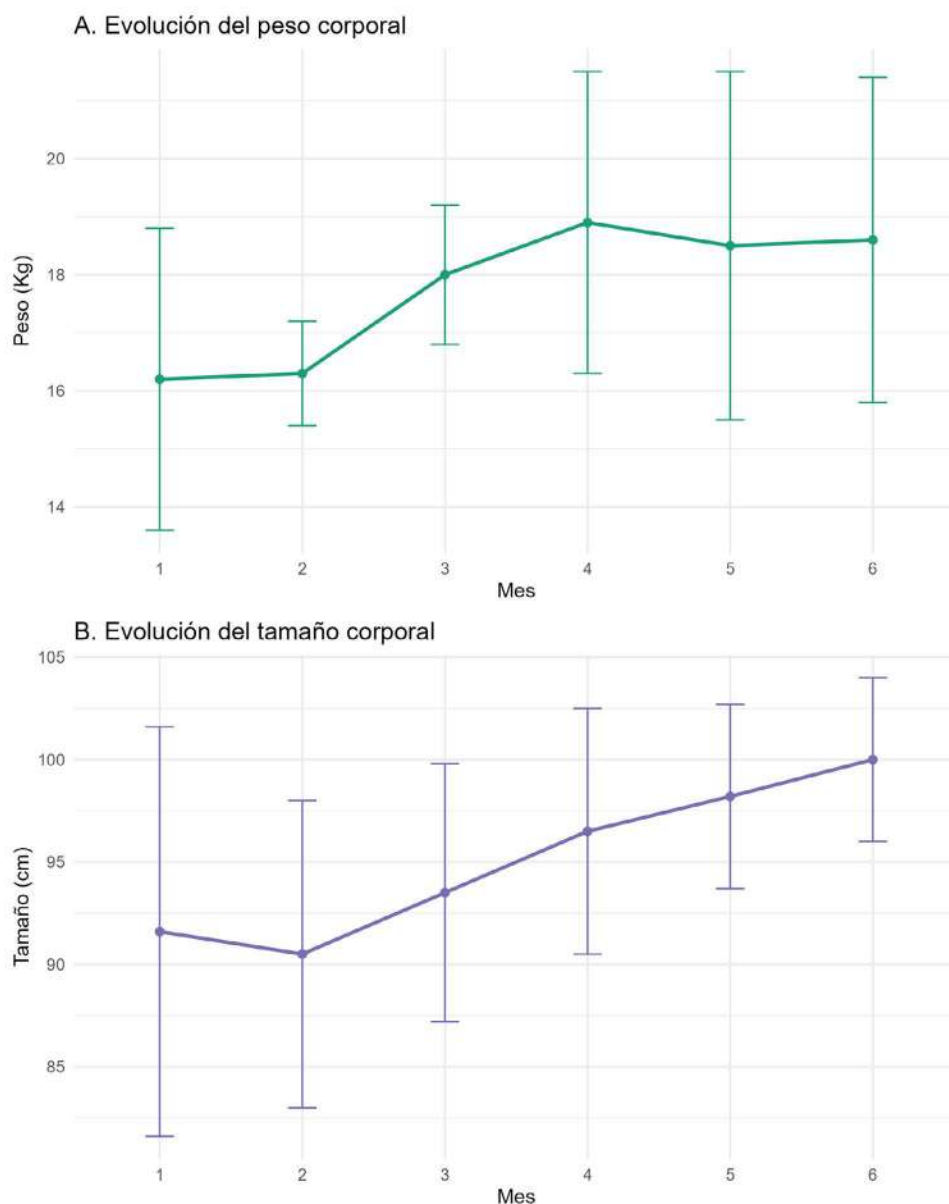 A. Evolución del peso corporal
20
18
16
14
Peso (Kg)
1 2 3 4 5 6
Mes
B. Evolución del tamaño corporal
105
100
95
90
85
Tamaño (cm)
1 2 3 4 5 6
Mes